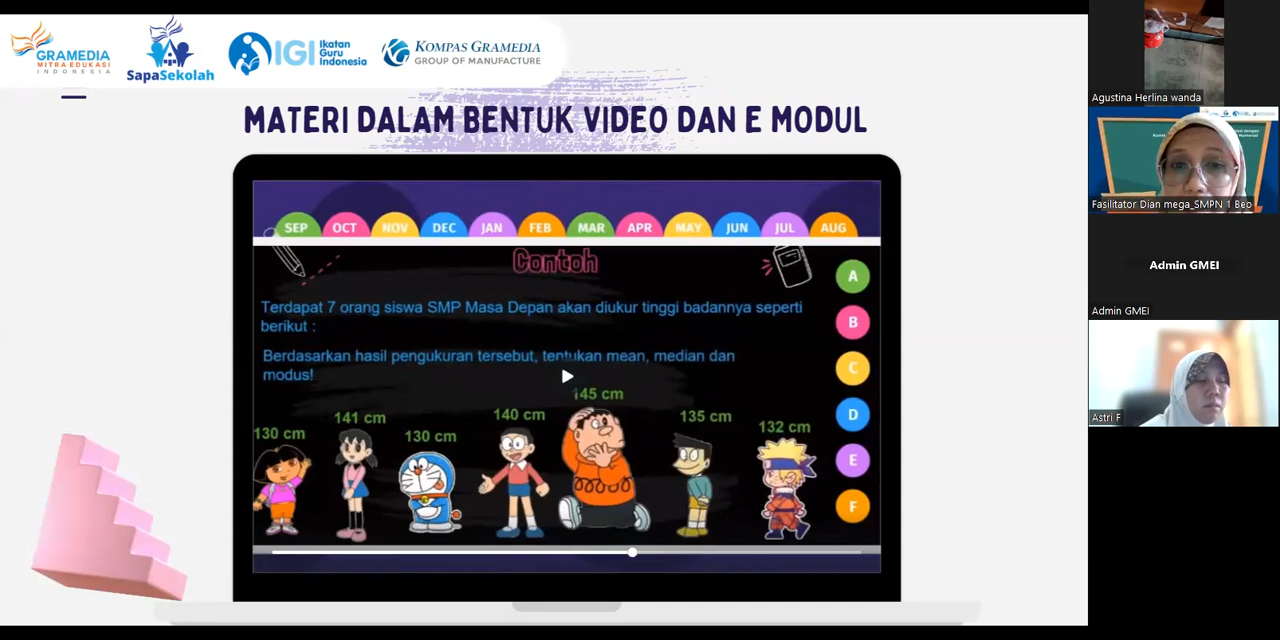 GRAMEDIA
MITRA EDUKASI
INDONESIA
SapaSekolah
IGI Ikatan
Guru
Indonesia
KOMPAS GRAMEDIA
GROUP OF MANUFACTURE
MATERI DALAM BENTUK VIDEO DAN E MODUL
SEP OCT NOV DEC JAN FEB MAR APR MAY JUN JUL AUG
Contoh
Terdapat 7 orang siswa SMP Masa Depan akan diukur tinggi badannya seperti
berikut :
Berdasarkan hasil pengukuran tersebut, tentukan mean, median dan
modus!
130 cm
141 cm
130 cm
140 cm
145 cm
135 cm
132 cm
A
B
C
D
E
F
Agustina Herlina wanda
Fasilitator Dian mega_SMPN 1 Beo
Admin GMEI
Admin GMEI
Astri F